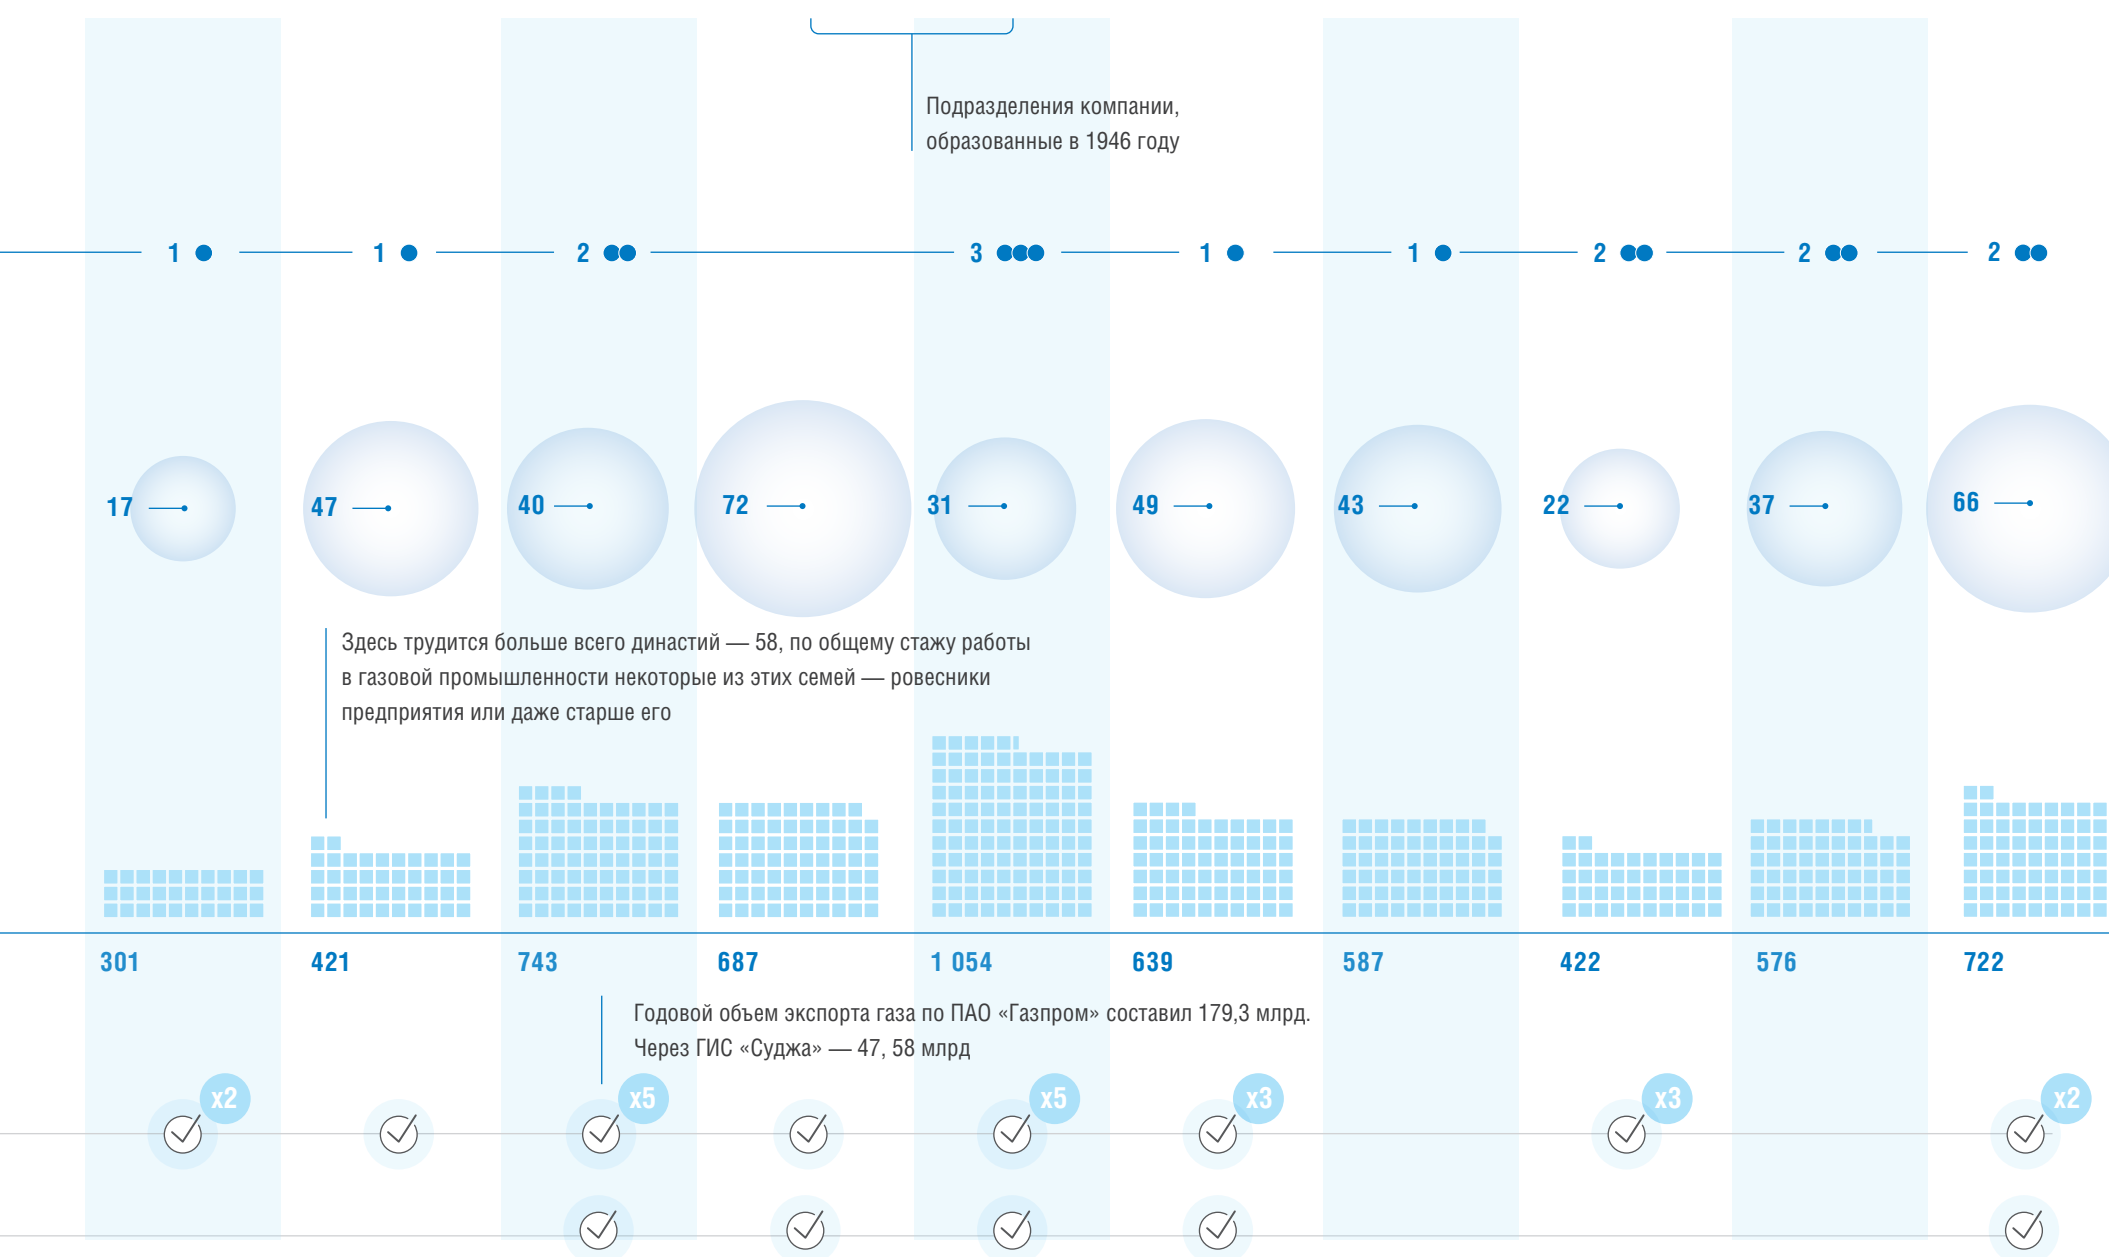 Подразделения компании,
образованные в 1946 году
1 1 2 3 1 1 2 2 2
17 47 40 72 31 49 43 22 37 66
Здесь трудится больше всего династий — 58, по общему стажу работы
в газовой промышленности некоторые из этих семей — ровесники
предприятия или даже старше его
301 421 743 687 1 054 639 587 422 576 722
Годовой объем экспорта газа по ПАО «Газпром» составил 179,3 млрд.
Через ГИС «Суджа» — 47, 58 млрд
x2 x5 x5 x3 x3 x2